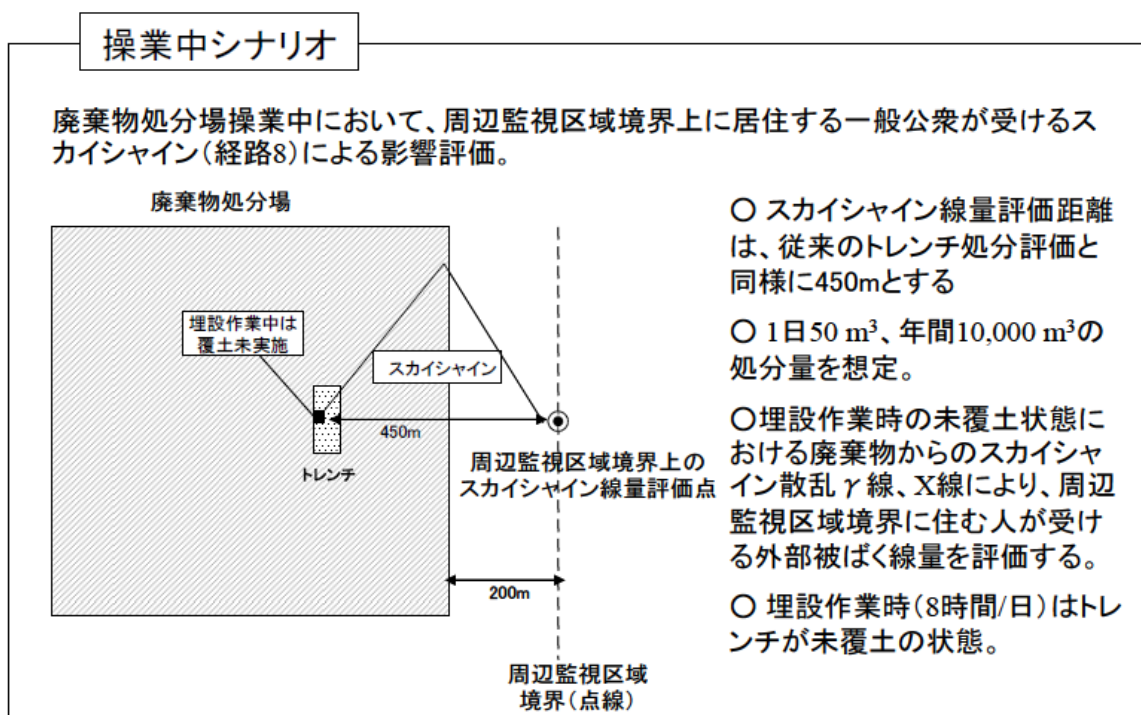 操業中シナリオ
廃棄物処分場操業中において、周辺監視区域境界上に居住する一般公衆が受けるス
カイシャイン（経路8）による影響評価。
廃棄物処分場
埋設作業中は
覆土未実施
スカイシャイン
450m
トレンチ
周辺監視区域境界上の
スカイシャイン線量評価点
200m
周辺監視区域
境界（点線）
〇 スカイシャイン線量評価距離
は、従来のトレンチ処分評価と
同様に450mとする
〇 1日50 m³、年間10,000 m³の
処分量を想定。
〇埋設作業時の未覆土状態に
おける廃棄物からのスカイシャ
イン散乱γ線、X線により、周辺
監視区域境界に住む人が受け
る外部被ばく線量を評価する。
〇 埋設作業時（8時間/日）はトレ
ンチが未覆土の状態。